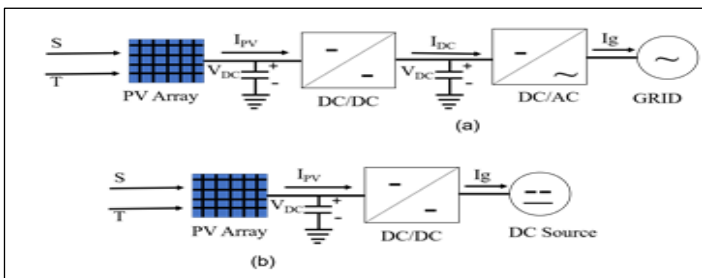 S
T
PV Array
I_PV
V_DC
+
-
DC/DC
I_DC
V_DC
+
-
DC/AC
Ig
~
GRID
(a)
S
T
PV Array
I_PV
V_DC
+
-
DC/DC
Ig
DC Source
(b)